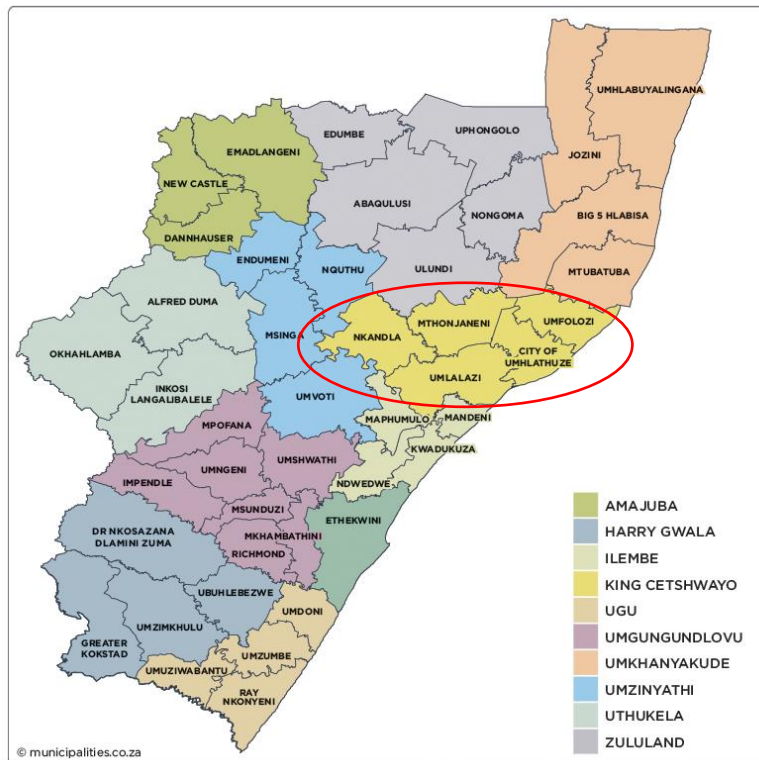 UMHLABUYALINGANA
EDUMBE
UPHONGOLO
EMADLANGENI
JOZINI
NEW CASTLE
ABAQULUSI
NONGOMA
BIG 5 HLABISA
DANNHAUSER
ENDUMENI
NQUTHU
ULUNDI
MTUBATUBA
ALFRED DUMA
MTHONJANENI
UMFOLOZI
MSINGA
NKANDLA
OKHAHLAMBA
CITY OF
UMHLATHUZE
INKOSI
LANGALIBALELE
UMLALAZI
UMVOTI
MPOFANA
MAPHUMULO
MANDENI
UMSHWATHI
KWADUKUZA
UMNGENI
IMPENDLE
NDWEDWE
MSUNDUZI
ETHEKWINI
DR NKOSAZANA
DLAMINI ZUMA
MKHAMBATHINI
RICHMOND
UBUHLEBEZWE
UMDONI
UMZIMKHULU
GREATER
KOKSTAD
UMZUMBE
UMUZIWABANTU
RAY
NKONYENI
AMAJUBA
HARRY GWALA
ILEMBE
KING CETSHWAYO
UGU
UMGUNGUNDLOVU
UMKHANYAKUDE
UMZINYATHI
UTHUKELA
ZULULAND
© municipalities.co.za